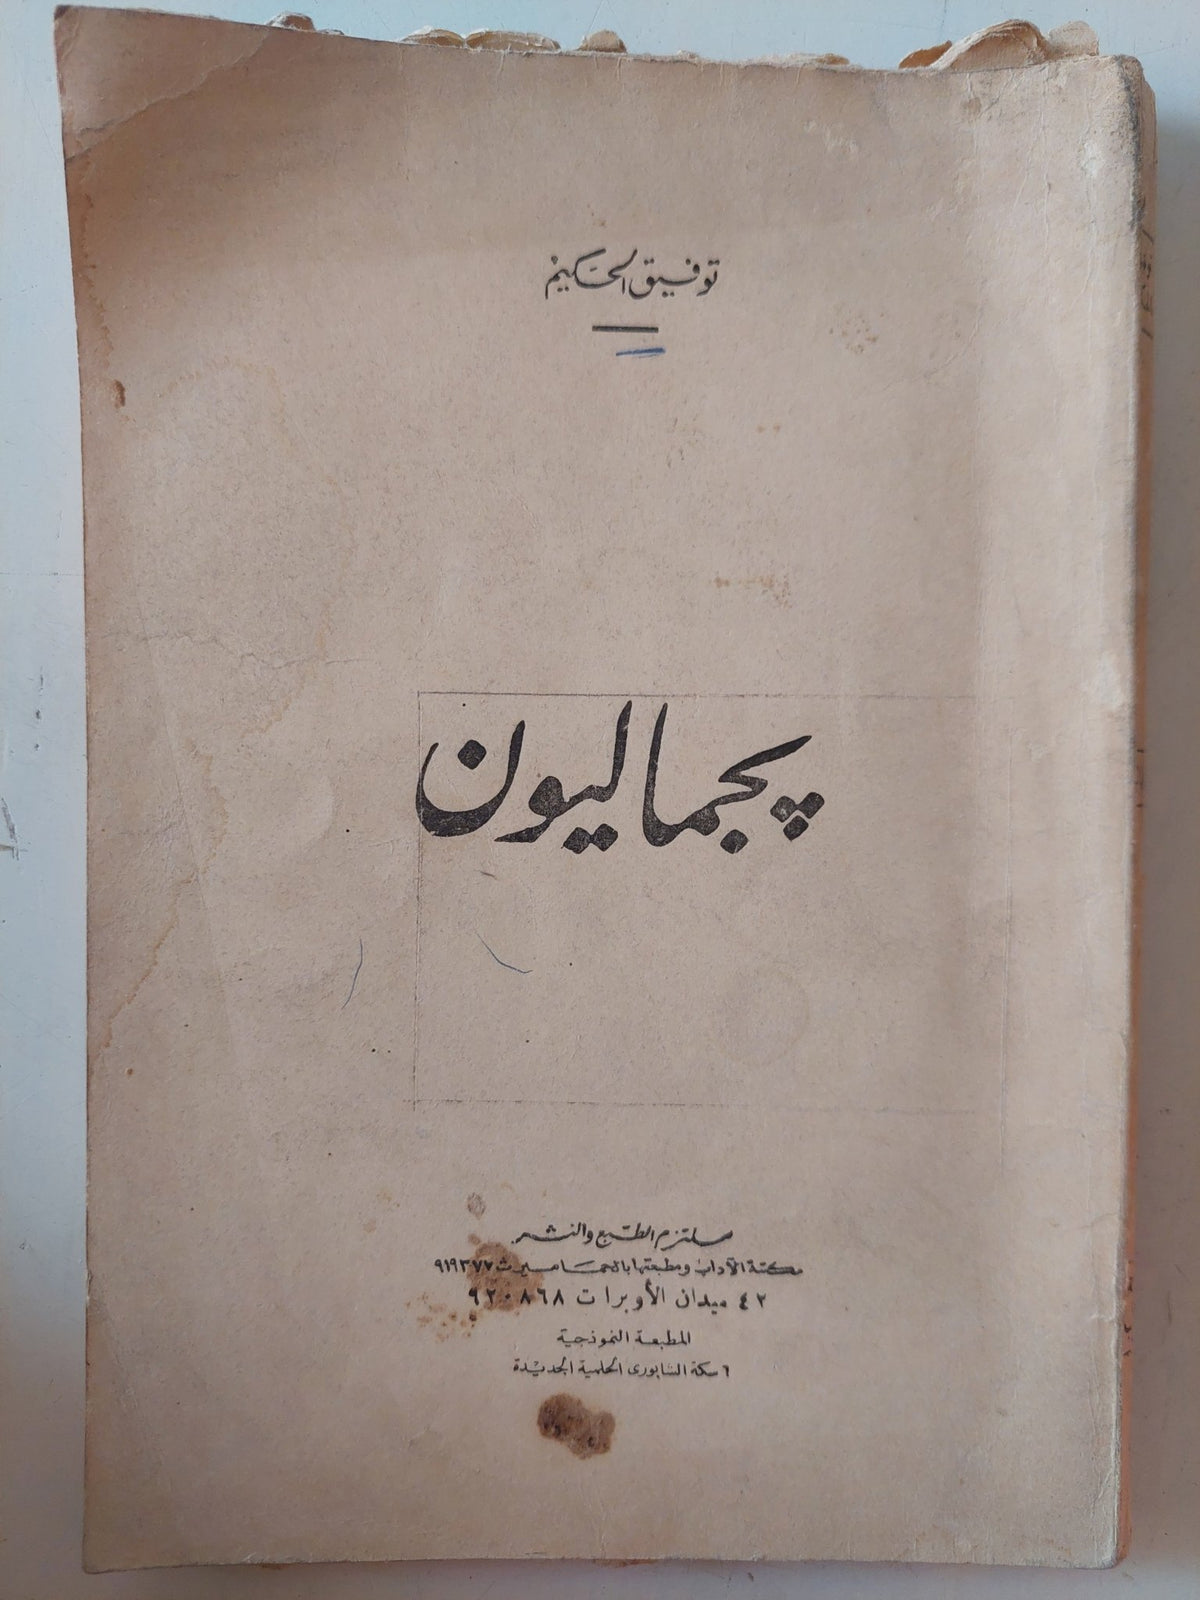 توفيق الحكيم
پجماليون
ملتزم الطبع والنشر
مكتبة الآداب ومطبعتها بالجماميز ت ٩١٩٣٧٧
٤٢ ميدان الأوبرا ت ٩٢٠٨٦٨
المطبعة النموذجية
٦ سكة الشابورى الحلمية الجديدة